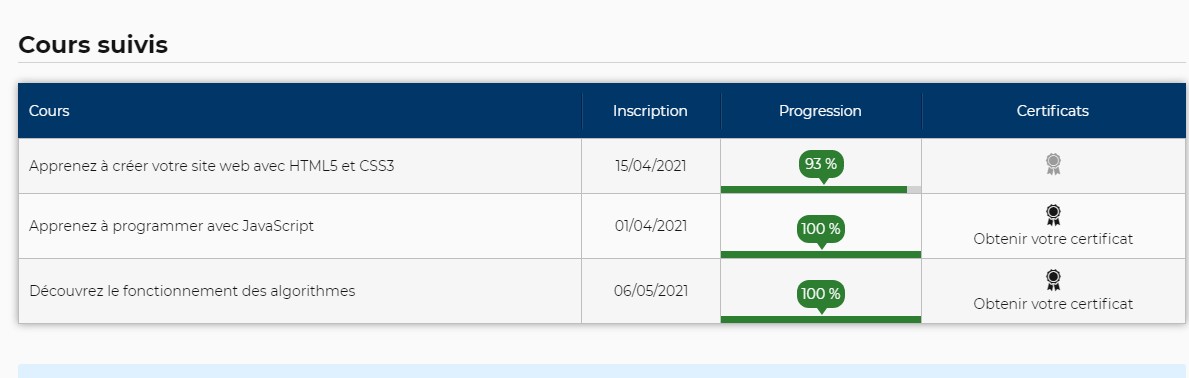 Cours suivis
Cours Inscription Progression Certificats
Apprenez à créer votre site web avec HTML5 et CSS3 15/04/2021 93 %
Apprenez à programmer avec JavaScript 01/04/2021 100 % Obtenir votre certificat
Découvrez le fonctionnement des algorithmes 06/05/2021 100 % Obtenir votre certificat